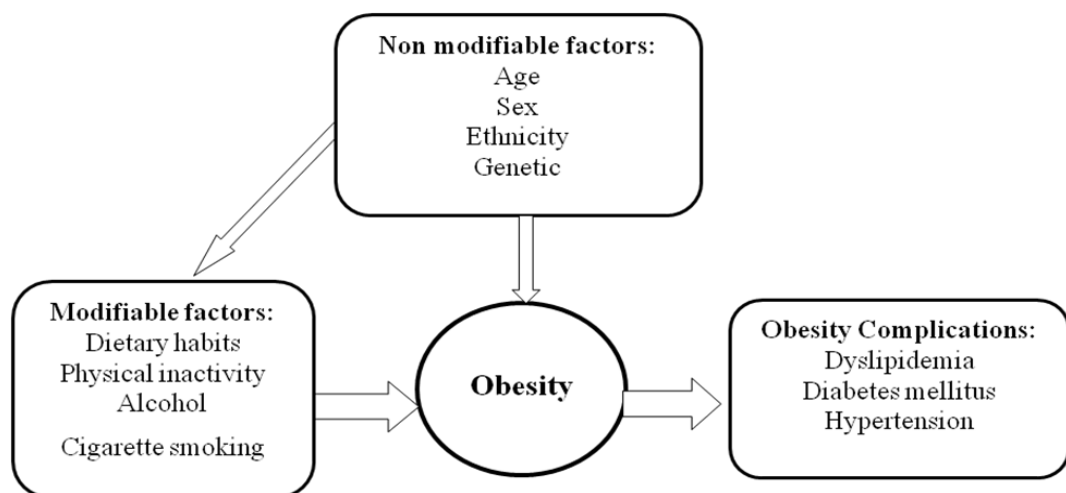 Non modifiable factors:
Age
Sex
Ethnicity
Genetic
Modifiable factors:
Dietary habits
Physical inactivity
Alcohol
Cigarette smoking
Obesity
Obesity Complications:
Dyslipidemia
Diabetes mellitus
Hypertension